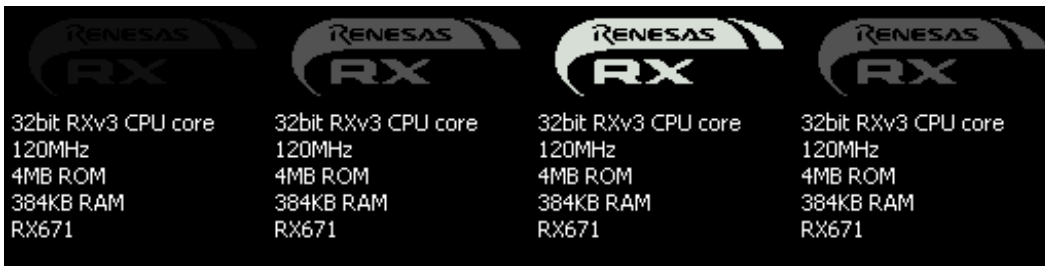 RENESAS RENESAS RENESAS RENESAS
RX RX RX RX
32bit RXv3 CPU core 32bit RXv3 CPU core 32bit RXv3 CPU core 32bit RXv3 CPU core
120MHz 120MHz 120MHz 120MHz
4MB ROM 4MB ROM 4MB ROM 4MB ROM
384KB RAM 384KB RAM 384KB RAM 384KB RAM
RX671 RX671 RX671 RX671